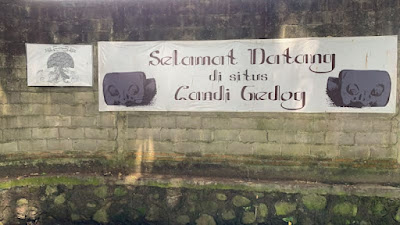 Selamat Datang
di situs
Candi Gedog